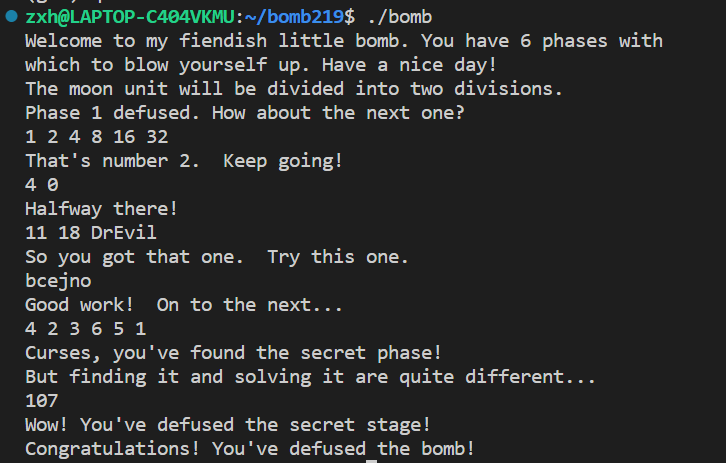 zxh@LAPTOP-C404VKMU:~/bomb219$ ./bomb
Welcome to my fiendish little bomb. You have 6 phases with
which to blow yourself up. Have a nice day!
The moon unit will be divided into two divisions.
Phase 1 defused. How about the next one?
1 2 4 8 16 32
That's number 2.  Keep going!
4 0
Halfway there!
11 18 DrEvil
So you got that one.  Try this one.
bcejno
Good work!  On to the next...
4 2 3 6 5 1
Curses, you've found the secret phase!
But finding it and solving it are quite different...
107
Wow! You've defused the secret stage!
Congratulations! You've defused the bomb!